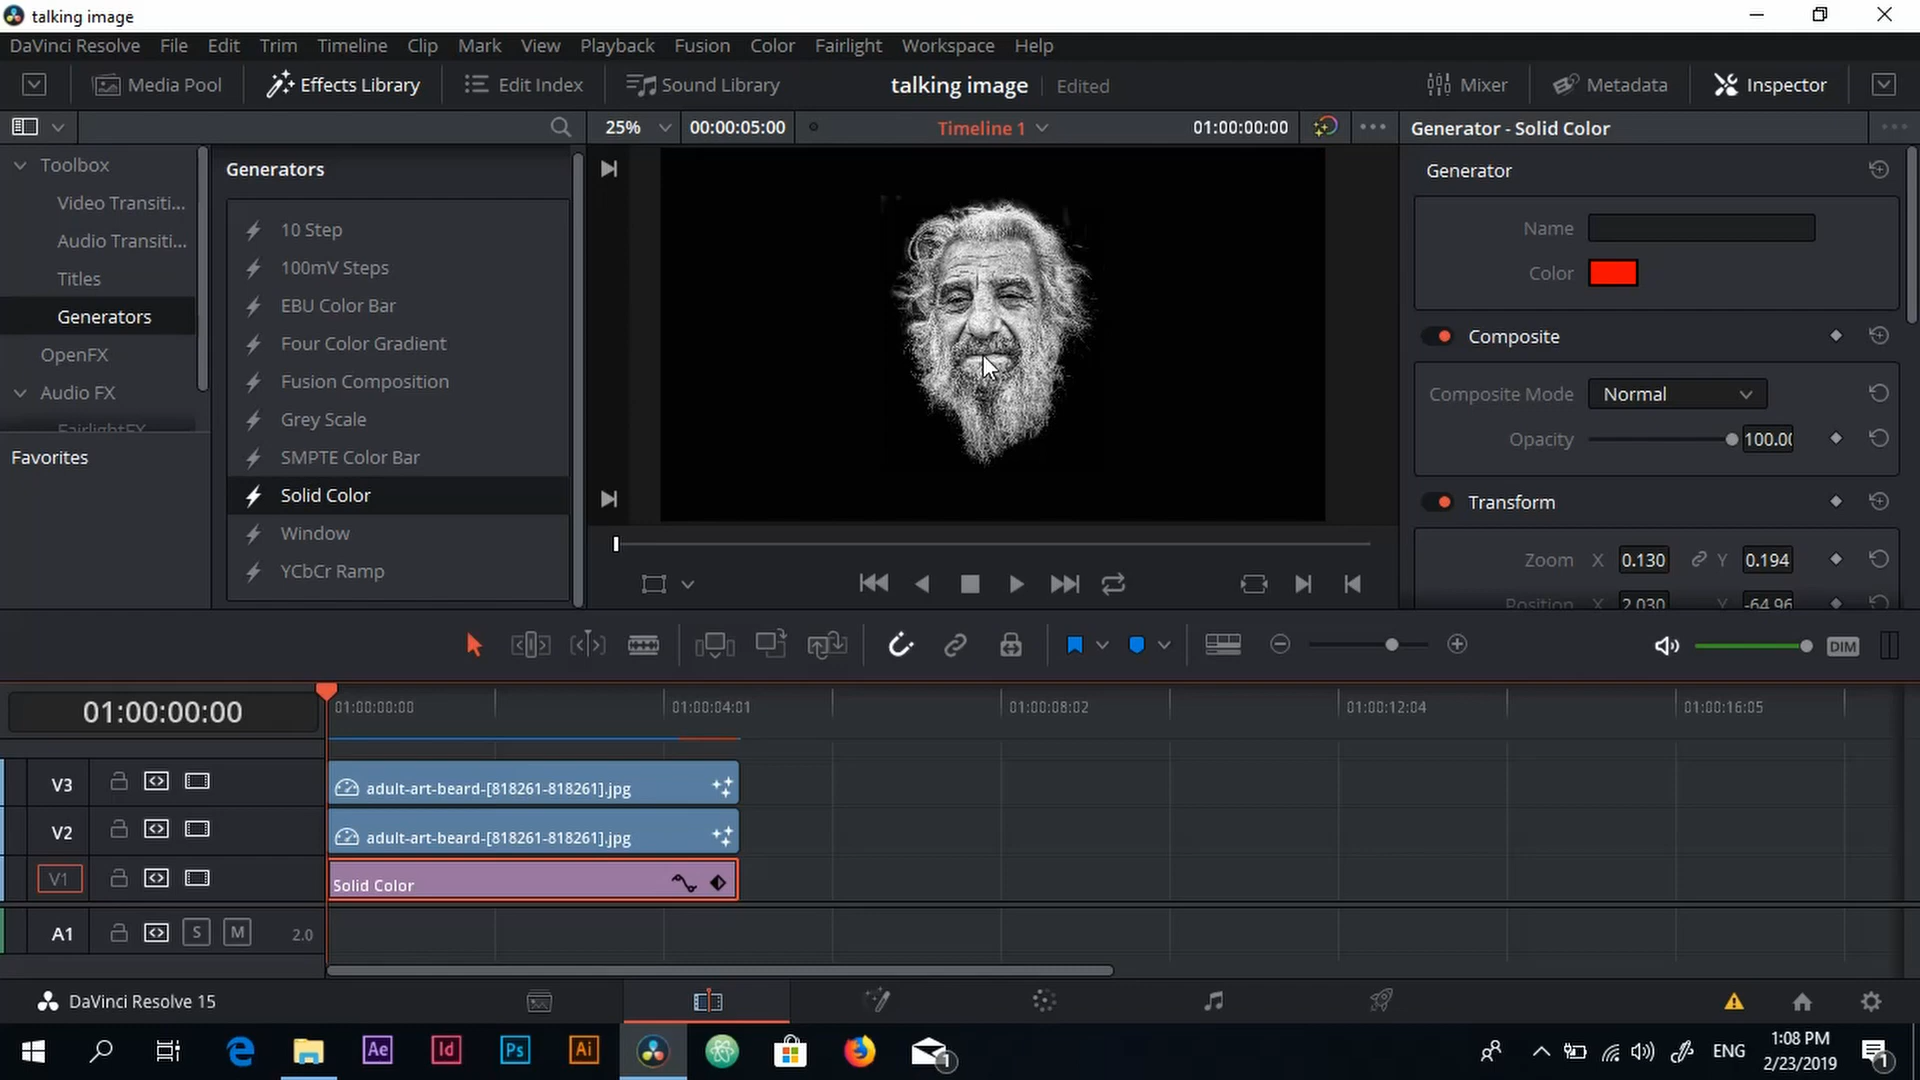 talking image
DaVinci Resolve File Edit Trim Timeline Clip Mark View Playback Fusion Color Fairlight Workspace Help
Media Pool Effects Library Edit Index Sound Library talking image Edited Mixer Metadata Inspector
25% 00:00:05:00 Timeline 1 01:00:00:00 Generator - Solid Color
Toolbox
Video Transiti...
Audio Transiti...
Titles
Generators
OpenFX
Audio FX
FairlightFX
Favorites
Generators
10 Step
100mV Steps
EBU Color Bar
Four Color Gradient
Fusion Composition
Grey Scale
SMPTE Color Bar
Solid Color
Window
YCbCr Ramp
Generator
Name
Color
Composite
Composite Mode Normal
Opacity 100.00
Transform
Zoom X 0.130 Y 0.194
Position X 2.030 Y -64.96
DIM
01:00:00:00 01:00:00:00 01:00:04:01 01:00:08:02 01:00:12:04 01:00:16:05
V3 adult-art-beard-[818261-818261].jpg
V2 adult-art-beard-[818261-818261].jpg
V1 Solid Color
A1 S M 2.0
DaVinci Resolve 15
Ae Id Ps Ai 1 ENG 1:08 PM 1
2/23/2019